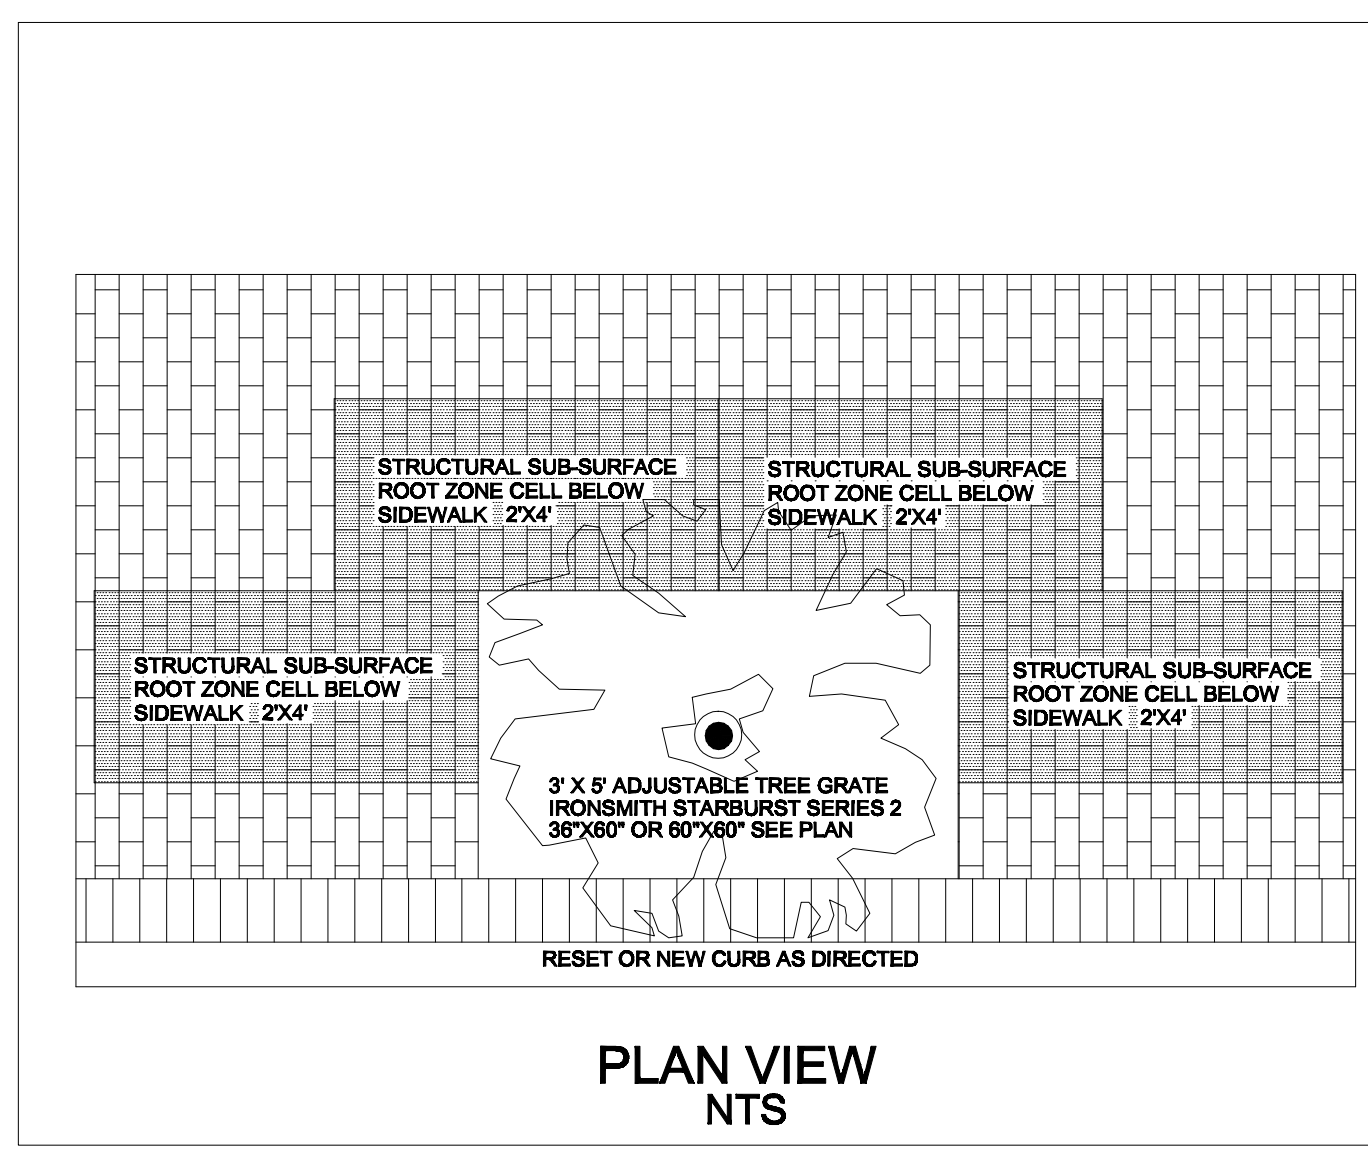 STRUCTURAL SUB-SURFACE
ROOT ZONE CELL BELOW
SIDEWALK 2'X4'
STRUCTURAL SUB-SURFACE
ROOT ZONE CELL BELOW
SIDEWALK 2'X4'
STRUCTURAL SUB-SURFACE
ROOT ZONE CELL BELOW
SIDEWALK 2'X4'
STRUCTURAL SUB-SURFACE
ROOT ZONE CELL BELOW
SIDEWALK 2'X4'
3' X 5' ADJUSTABLE TREE GRATE
IRONSMITH STARBURST SERIES 2
36"X60" OR 60"X60" SEE PLAN
RESET OR NEW CURB AS DIRECTED
PLAN VIEW
NTS